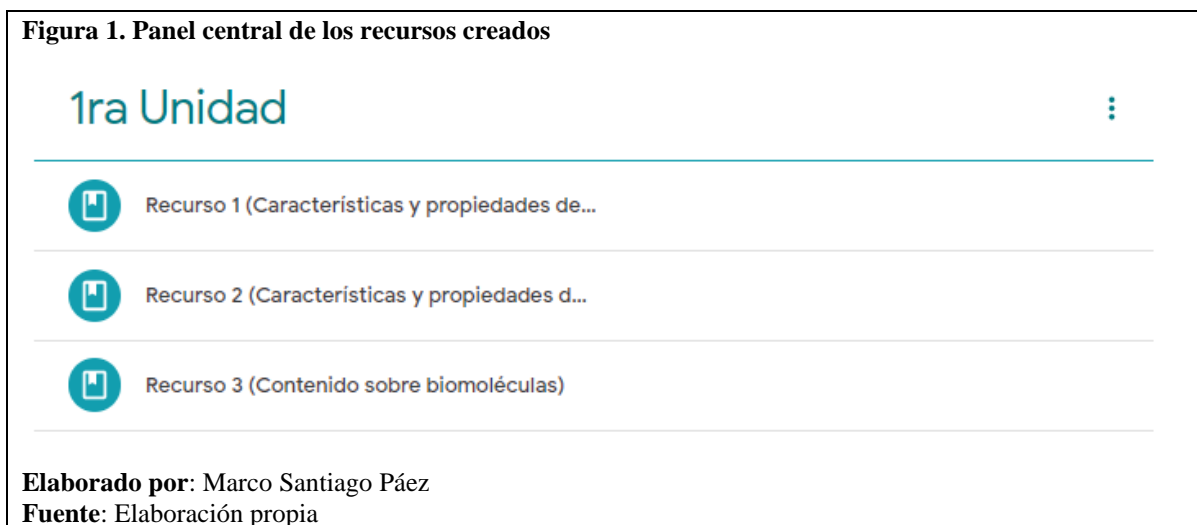 Figura 1. Panel central de los recursos creados
1ra Unidad
Recurso 1 (Características y propiedades de...
Recurso 2 (Características y propiedades d...
Recurso 3 (Contenido sobre biomoléculas)
Elaborado por: Marco Santiago Páez
Fuente: Elaboración propia